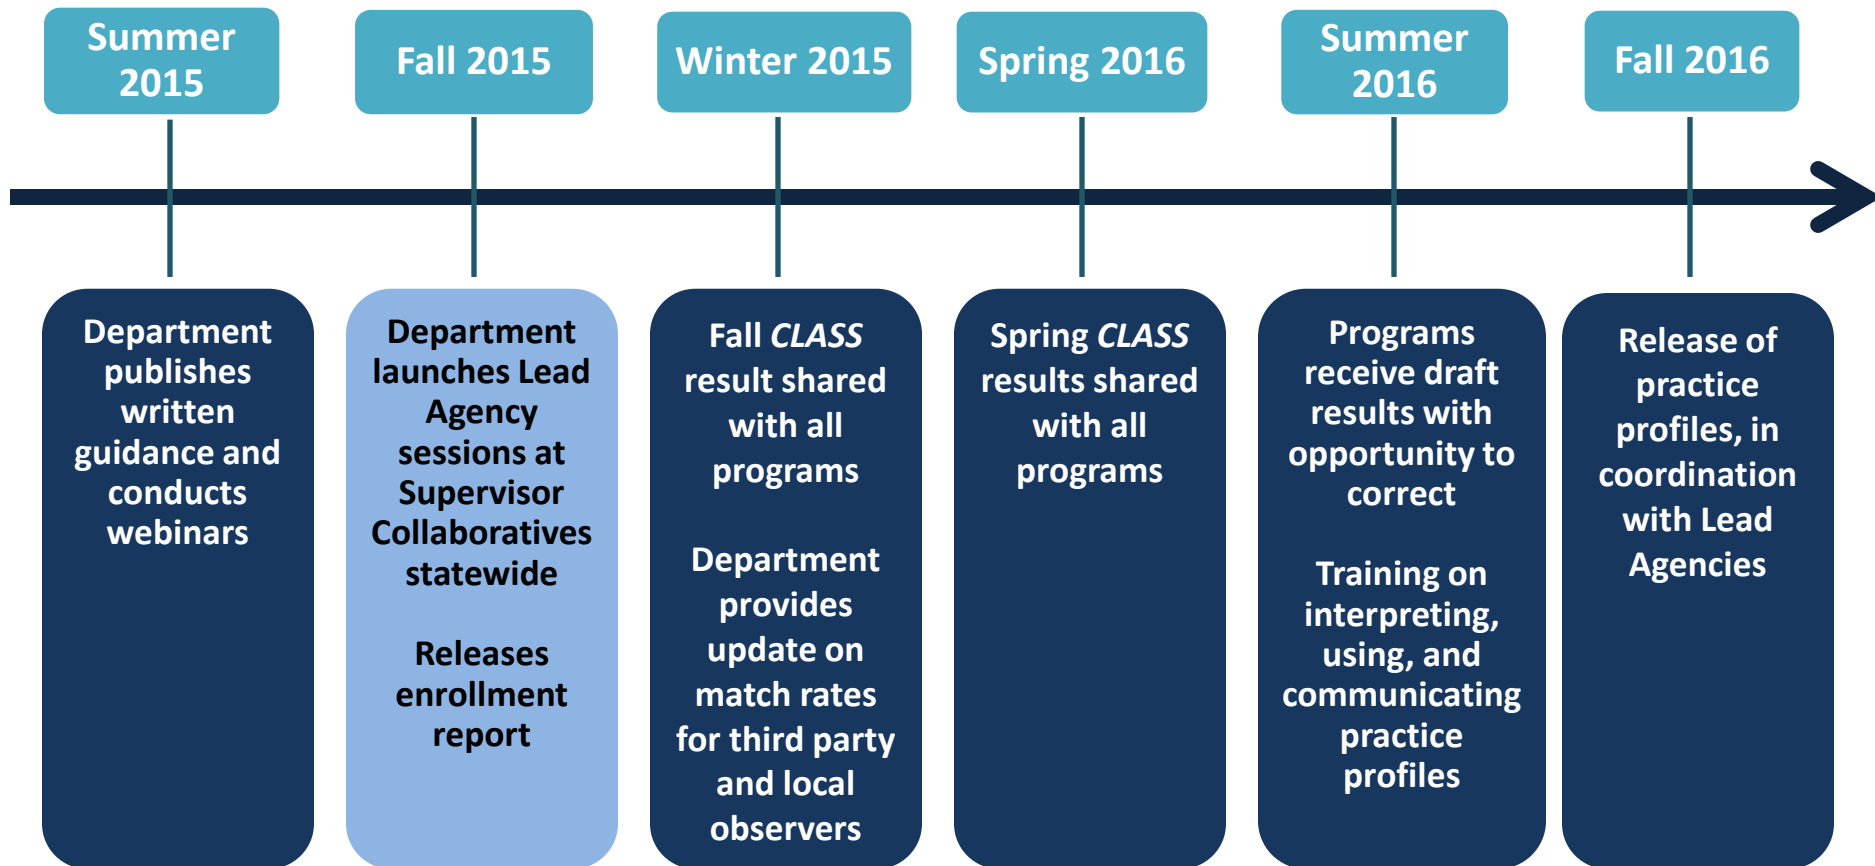 Summer
2015
Fall 2015
Winter 2015
Spring 2016
Summer
2016
Fall 2016
Department
publishes
written
guidance and
conducts
webinars
Department
launches Lead
Agency
sessions at
Supervisor
Collaboratives
statewide
Releases
enrollment
report
Fall CLASS
result shared
with all
programs
Department
provides
update on
match rates
for third party
and local
observers
Spring CLASS
results shared
with all
programs
Programs
receive draft
results with
opportunity to
correct
Training on
interpreting,
using, and
communicating
practice
profiles
Release of
practice
profiles, in
coordination
with Lead
Agencies